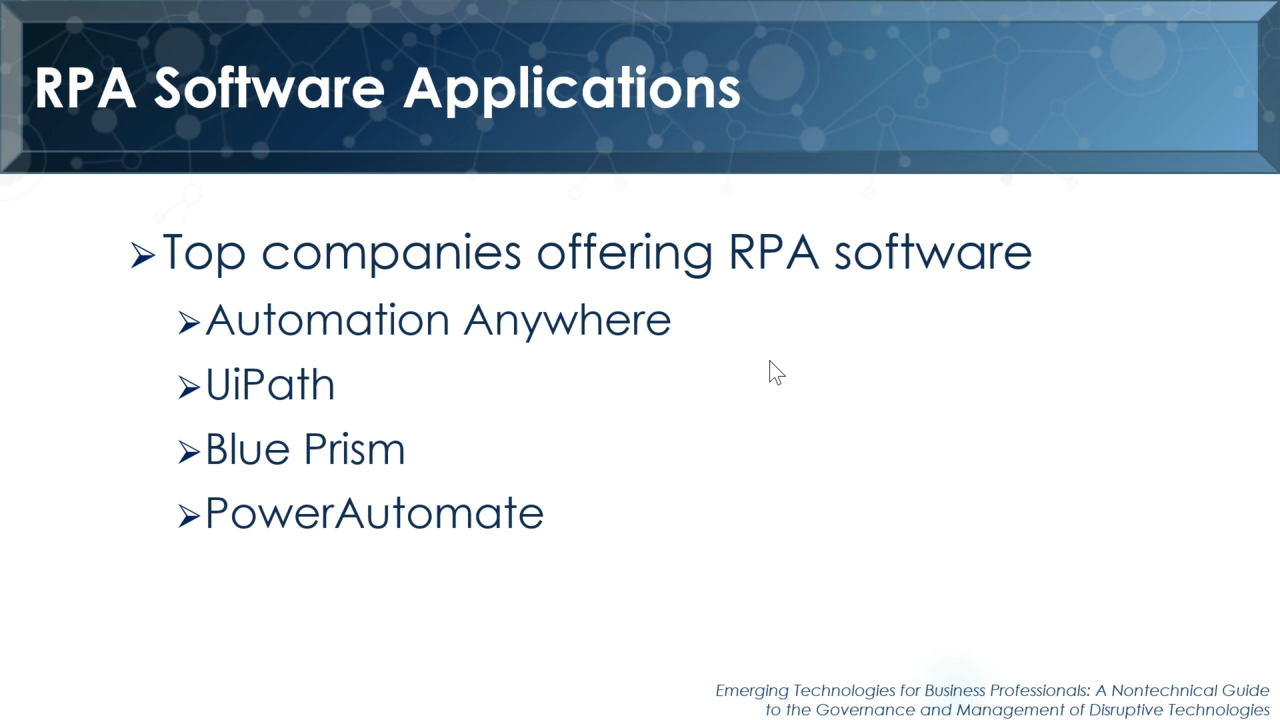 RPA Software Applications
Top companies offering RPA software
Automation Anywhere
UiPath
Blue Prism
PowerAutomate
Emerging Technologies for Business Professionals: A Nontechnical Guide
to the Governance and Management of Disruptive Technologies